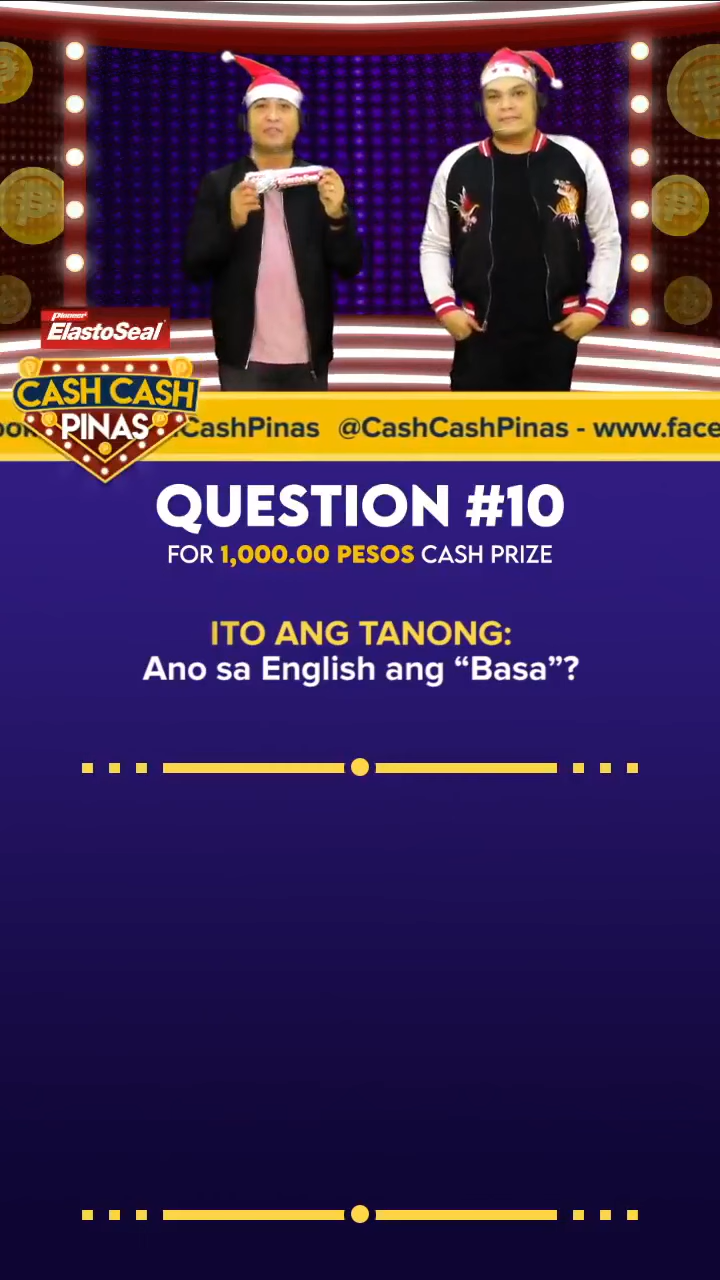 ElastoSeal
Pioneer
ElastoSeal
CASH CASH
PINAS
CashPinas @CashCashPinas - www.face
QUESTION #10
FOR 1,000.00 PESOS CASH PRIZE
ITO ANG TANONG:
Ano sa English ang “Basa”?